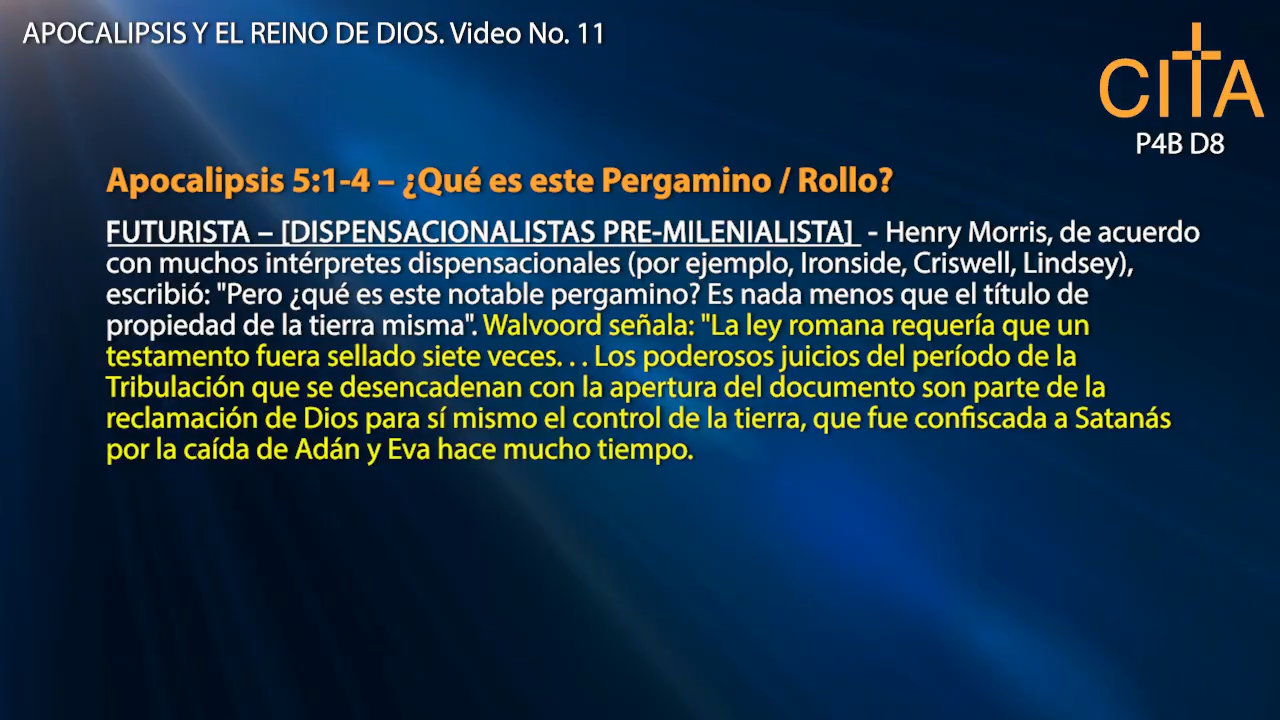 APOCALIPSIS Y EL REINO DE DIOS. Video No. 11
CITA
P4B D8
Apocalipsis 5:1-4 – ¿Qué es este Pergamino / Rollo?
FUTURISTA – [DISPENSACIONALISTAS PRE-MILENIALISTA] - Henry Morris, de acuerdo
con muchos intérpretes dispensacionales (por ejemplo, Ironside, Criswell, Lindsey),
escribió: "Pero ¿qué es este notable pergamino? Es nada menos que el título de
propiedad de la tierra misma". Walvoord señala: "La ley romana requería que un
testamento fuera sellado siete veces. . . Los poderosos juicios del período de la
Tribulación que se desencadenan con la apertura del documento son parte de la
reclamación de Dios para sí mismo el control de la tierra, que fue confiscada a Satanás
por la caída de Adán y Eva hace mucho tiempo.